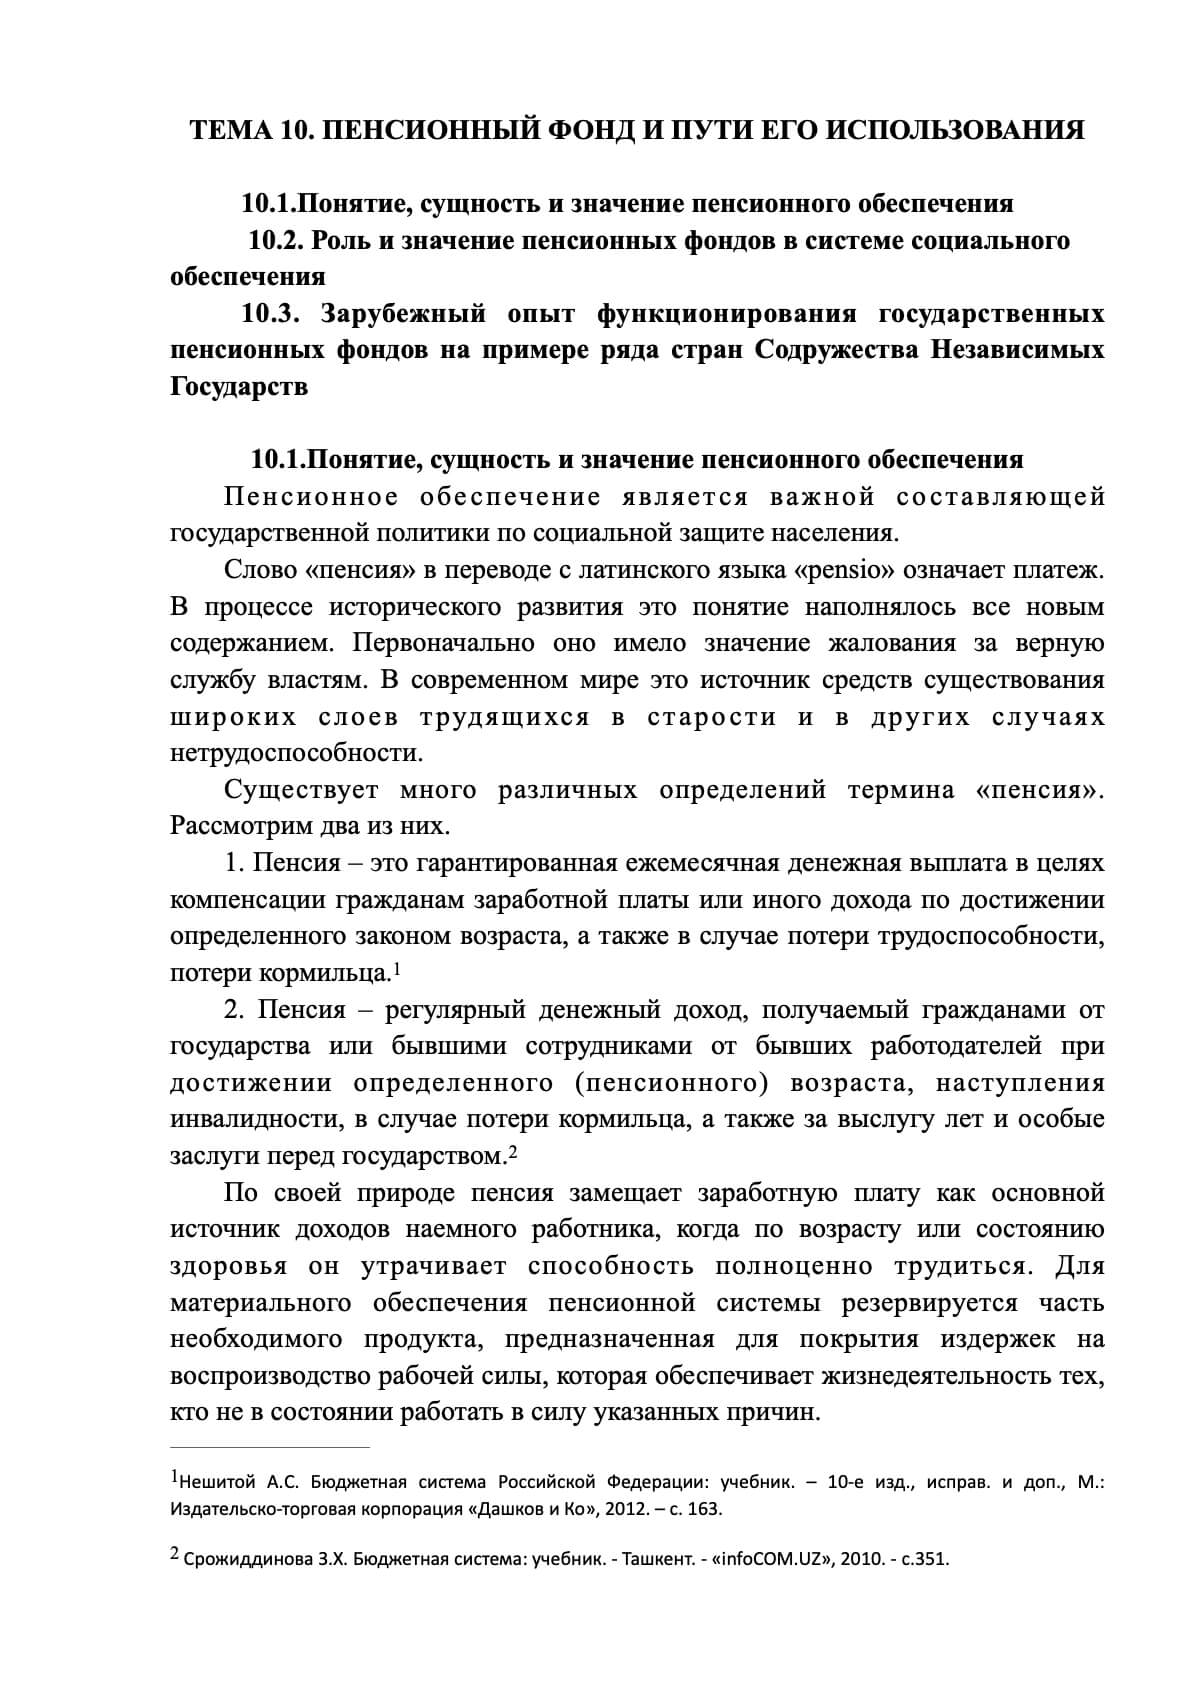 ТЕМА 10. ПЕНСИОННЫЙ ФОНД И ПУТИ ЕГО ИСПОЛЬЗОВАНИЯ
10.1.Понятие, сущность и значение пенсионного обеспечения
10.2. Роль и значение пенсионных фондов в системе социального
обеспечения
10.3. Зарубежный опыт функционирования государственных
пенсионных фондов на примере ряда стран Содружества Независимых
Государств
10.1.Понятие, сущность и значение пенсионного обеспечения
Пенсионное обеспечение является важной составляющей
государственной политики по социальной защите населения.
Слово «пенсия» в переводе с латинского языка «pensio» означает платеж.
В процессе исторического развития это понятие наполнялось все новым
содержанием. Первоначально оно имело значение жалования за верную
службу властям. В современном мире это источник средств существования
широких слоев трудящихся в старости и в других случаях
нетрудоспособности.
Существует много различных определений термина «пенсия».
Рассмотрим два из них.
1. Пенсия – это гарантированная ежемесячная денежная выплата в целях
компенсации гражданам заработной платы или иного дохода по достижении
определенного законом возраста, а также в случае потери трудоспособности,
потери кормильца.1
2. Пенсия – регулярный денежный доход, получаемый гражданами от
государства или бывшими сотрудниками от бывших работодателей при
достижении определенного (пенсионного) возраста, наступления
инвалидности, в случае потери кормильца, а также за выслугу лет и особые
заслуги перед государством.2
По своей природе пенсия замещает заработную плату как основной
источник доходов наемного работника, когда по возрасту или состоянию
здоровья он утрачивает способность полноценно трудиться. Для
материального обеспечения пенсионной системы резервируется часть
необходимого продукта, предназначенная для покрытия издержек на
воспроизводство рабочей силы, которая обеспечивает жизнедеятельность тех,
кто не в состоянии работать в силу указанных причин.
1Нешитой А.С. Бюджетная система Российской Федерации: учебник. – 10-е изд., исправ. и доп., М.:
Издательско-торговая корпорация «Дашков и Ко», 2012. – с. 163.
2 Срожиддинова З.Х. Бюджетная система: учебник. - Ташкент. - «infoCOM.UZ», 2010. - с.351.